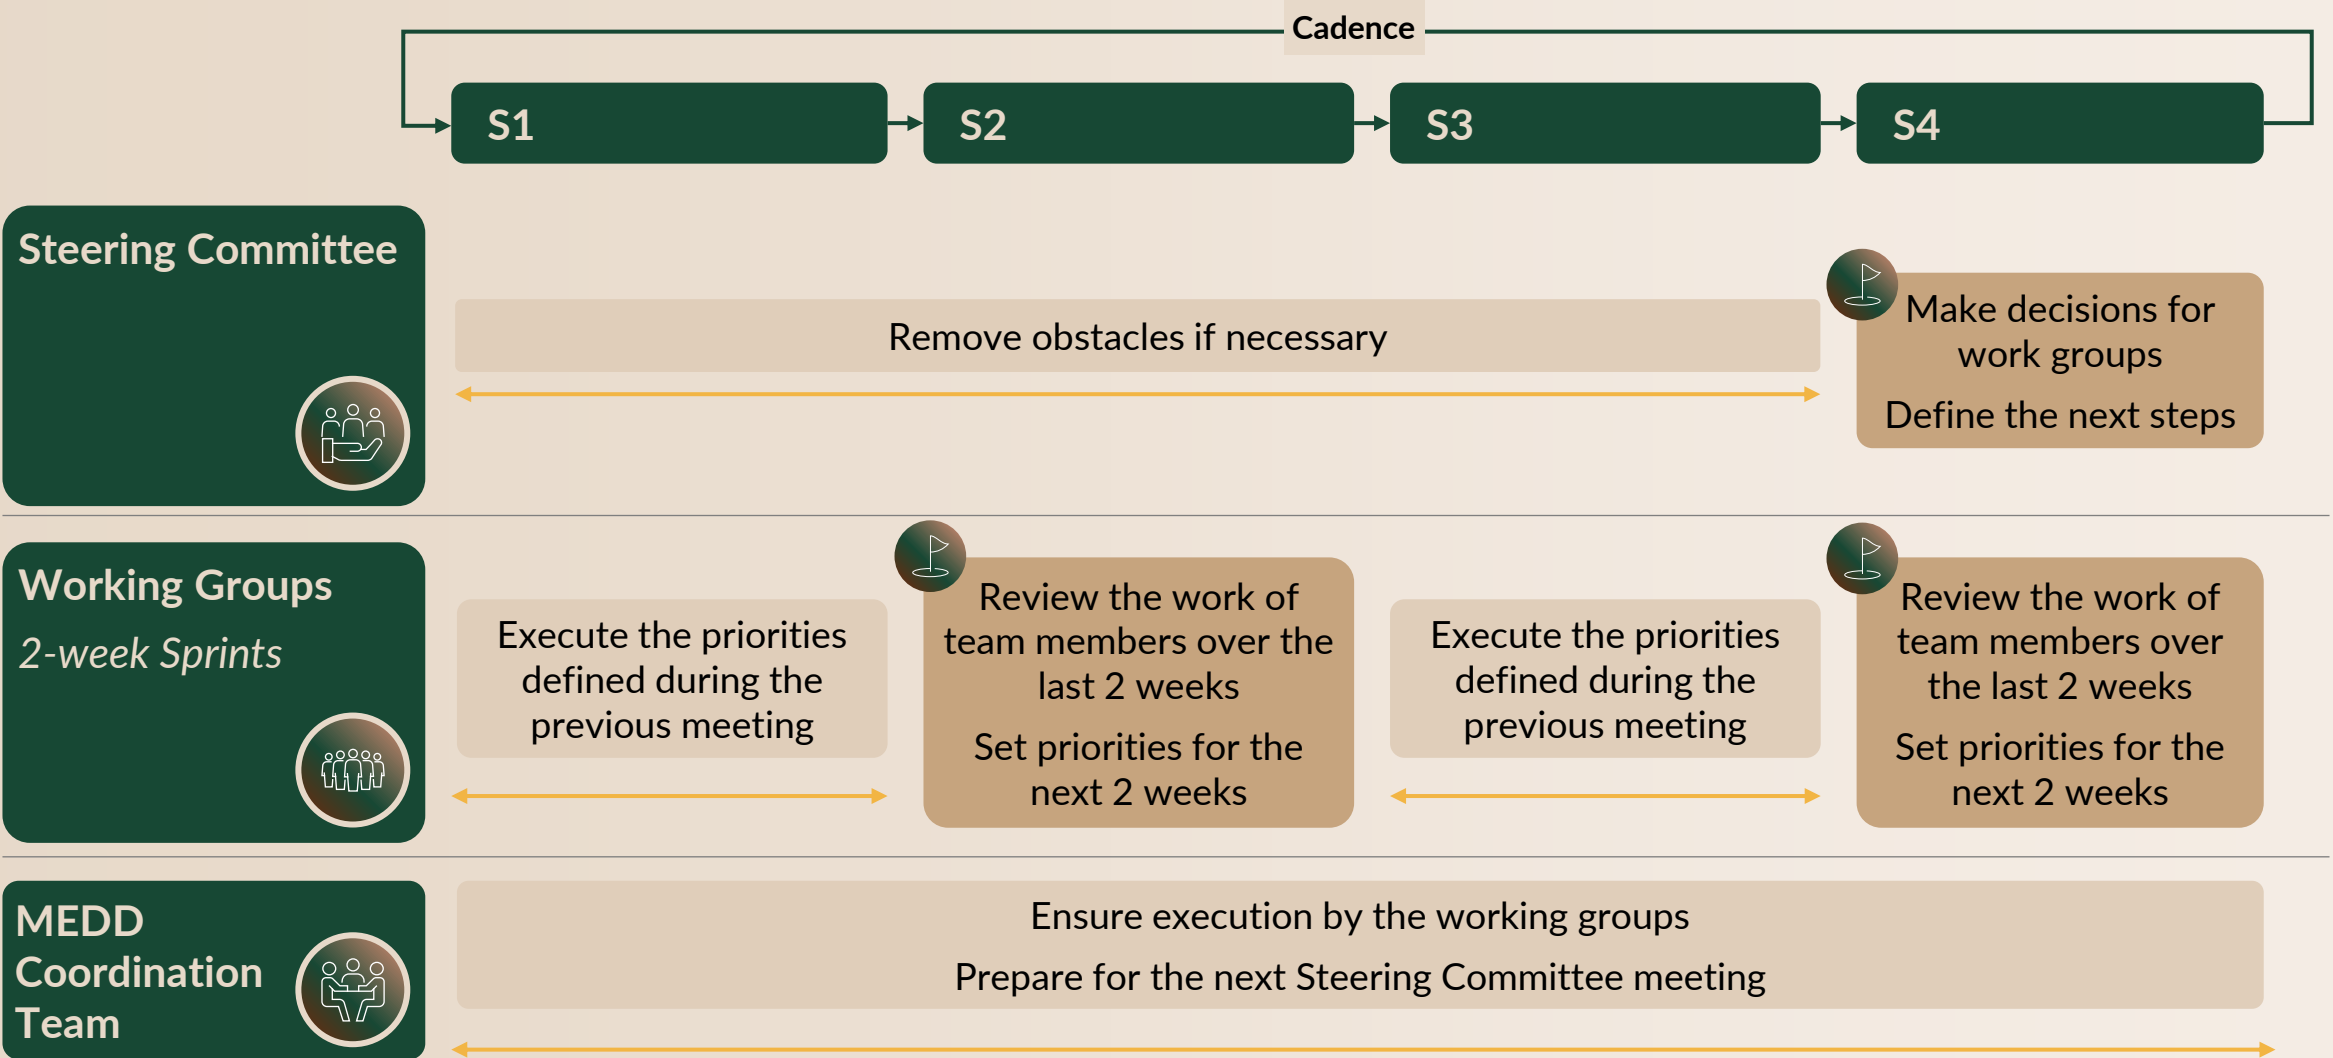 Cadence
S1
S2
S3
S4
Steering Committee
Remove obstacles if necessary
Make decisions for
work groups
Define the next steps
Working Groups
2-week Sprints
Execute the priorities
defined during the
previous meeting
Review the work of
team members over the
last 2 weeks
Set priorities for the
next 2 weeks
Execute the priorities
defined during the
previous meeting
Review the work of
team members over
the last 2 weeks
Set priorities for the
next 2 weeks
MEDD
Coordination
Team
Ensure execution by the working groups
Prepare for the next Steering Committee meeting